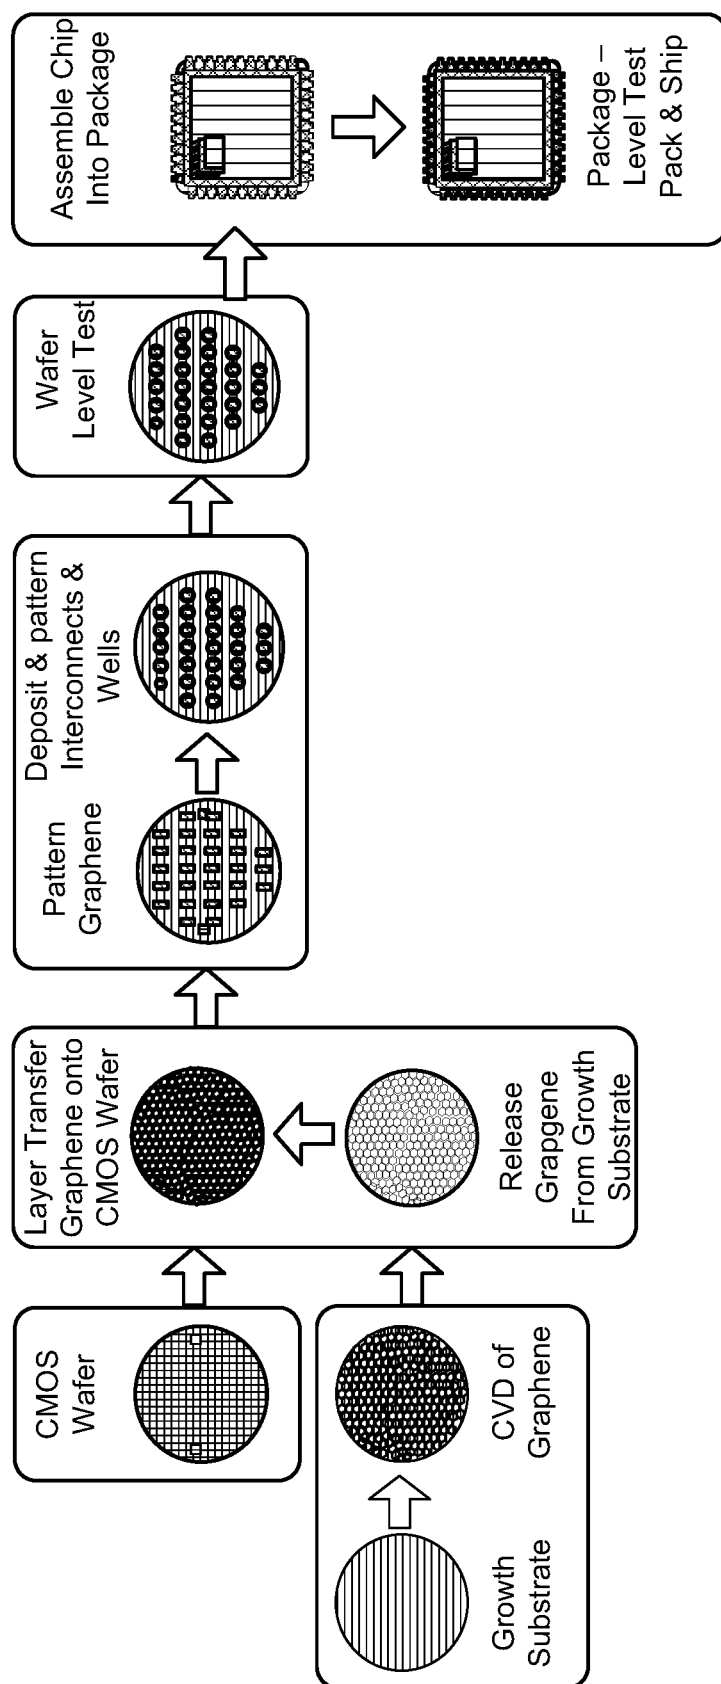 CMOS
Wafer
Growth
Substrate
CVD of
Graphene
Layer Transfer
Graphene onto
CMOS Wafer
Release
Grapgene
From Growth
Substrate
Pattern
Graphene
Deposit & pattern
Interconnects &
Wells
Wafer
Level Test
Assemble Chip
Into Package
Package –
Level Test
Pack & Ship